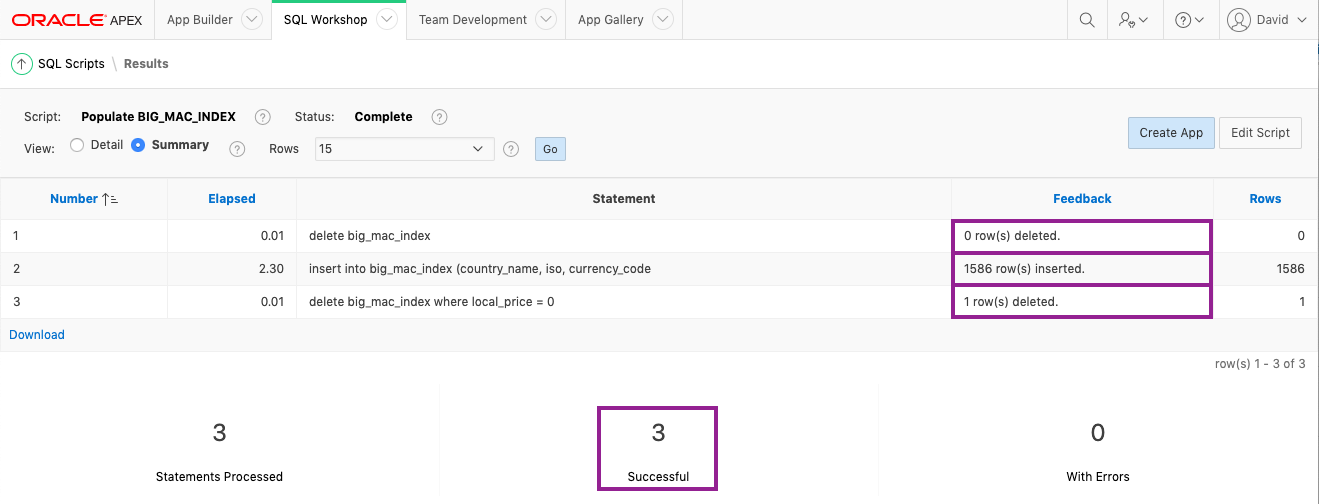 ORACLE APEX App Builder SQL Workshop Team Development App Gallery ? David
SQL Scripts \ Results
Script: Populate BIG_MAC_INDEX ? Status: Complete ?
Create App Edit Script
View: Detail Summary ? Rows 15 ? Go
Number Elapsed Statement Feedback Rows
1 0.01 delete big_mac_index 0 row(s) deleted. 0
2 2.30 insert into big_mac_index (country_name, iso, currency_code 1586 row(s) inserted. 1586
3 0.01 delete big_mac_index where local_price = 0 1 row(s) deleted. 1
Download
row(s) 1 - 3 of 3
3 3 0
Statements Processed Successful With Errors